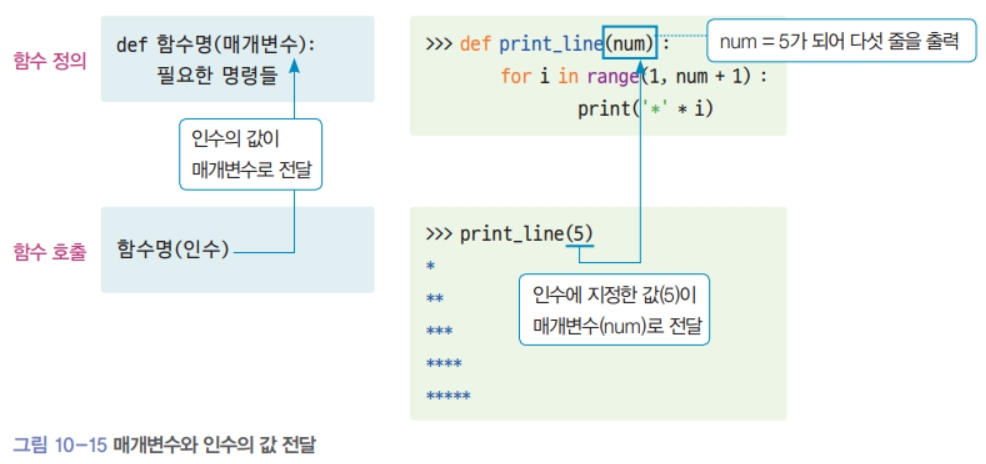 함수 정의
def 함수명(매개변수):
필요한 명령들
인수의 값이
매개변수로 전달
함수 호출
함수명(인수)
>>> def print_line(num) :
for i in range(1, num + 1) :
print('*' * i)
num = 5가 되어 다섯 줄을 출력
>>> print_line(5)
*
**
***
****
*****
인수에 지정한 값(5)이
매개변수(num)로 전달
그림 10-15 매개변수와 인수의 값 전달